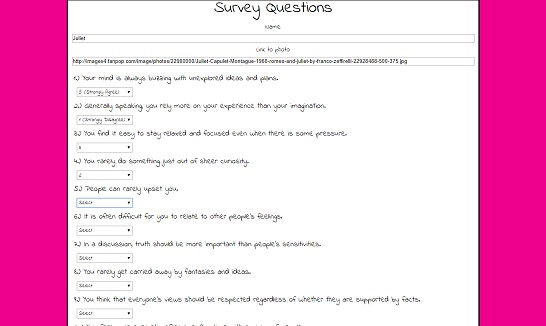 Survey Questions
Name
Juliet
Link to photo
http://images4.fanpop.com/image/photos/22900000/Juliet-Capulet-Montague-1968-romeo-and-juliet-by-franco-zeffirelli-22928488-500-375.jpg
1.) Your mind is always buzzing with unexplored ideas and plans.
5 (Strongly Agree)
2.) Generally speaking, you rely more on your experience than your imagination.
1 (Strongly Disagree)
3.) You find it easy to stay relaxed and focused even when there is some pressure.
4.) You rarely do something just out of sheer curiosity.
2
5.) People can rarely upset you.
Select
6.) It is often difficult for you to relate to other people's feelings.
Select
7.) In a discussion, truth should be more important than people's sensitivities.
Select
8.) You rarely get carried away by fantasies and ideas.
Select
9.) You think that everyone's views should be respected regardless of whether they are supported by facts.
Select